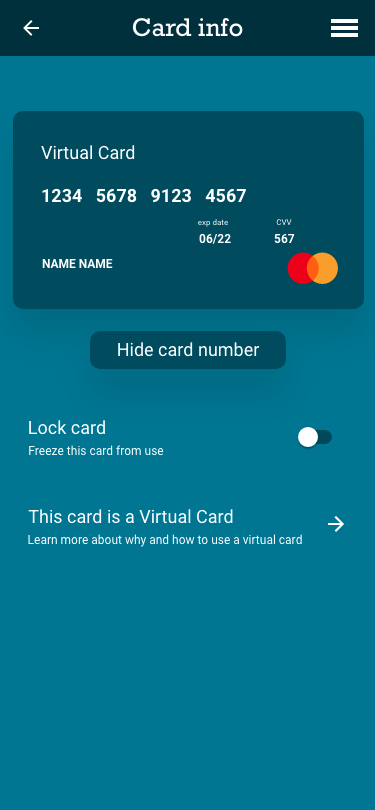 Card info
Virtual Card
1234 5678 9123 4567
exp date CVV
06/22 567
NAME NAME
Hide card number
Lock card
Freeze this card from use
This card is a Virtual Card
Learn more about why and how to use a virtual card